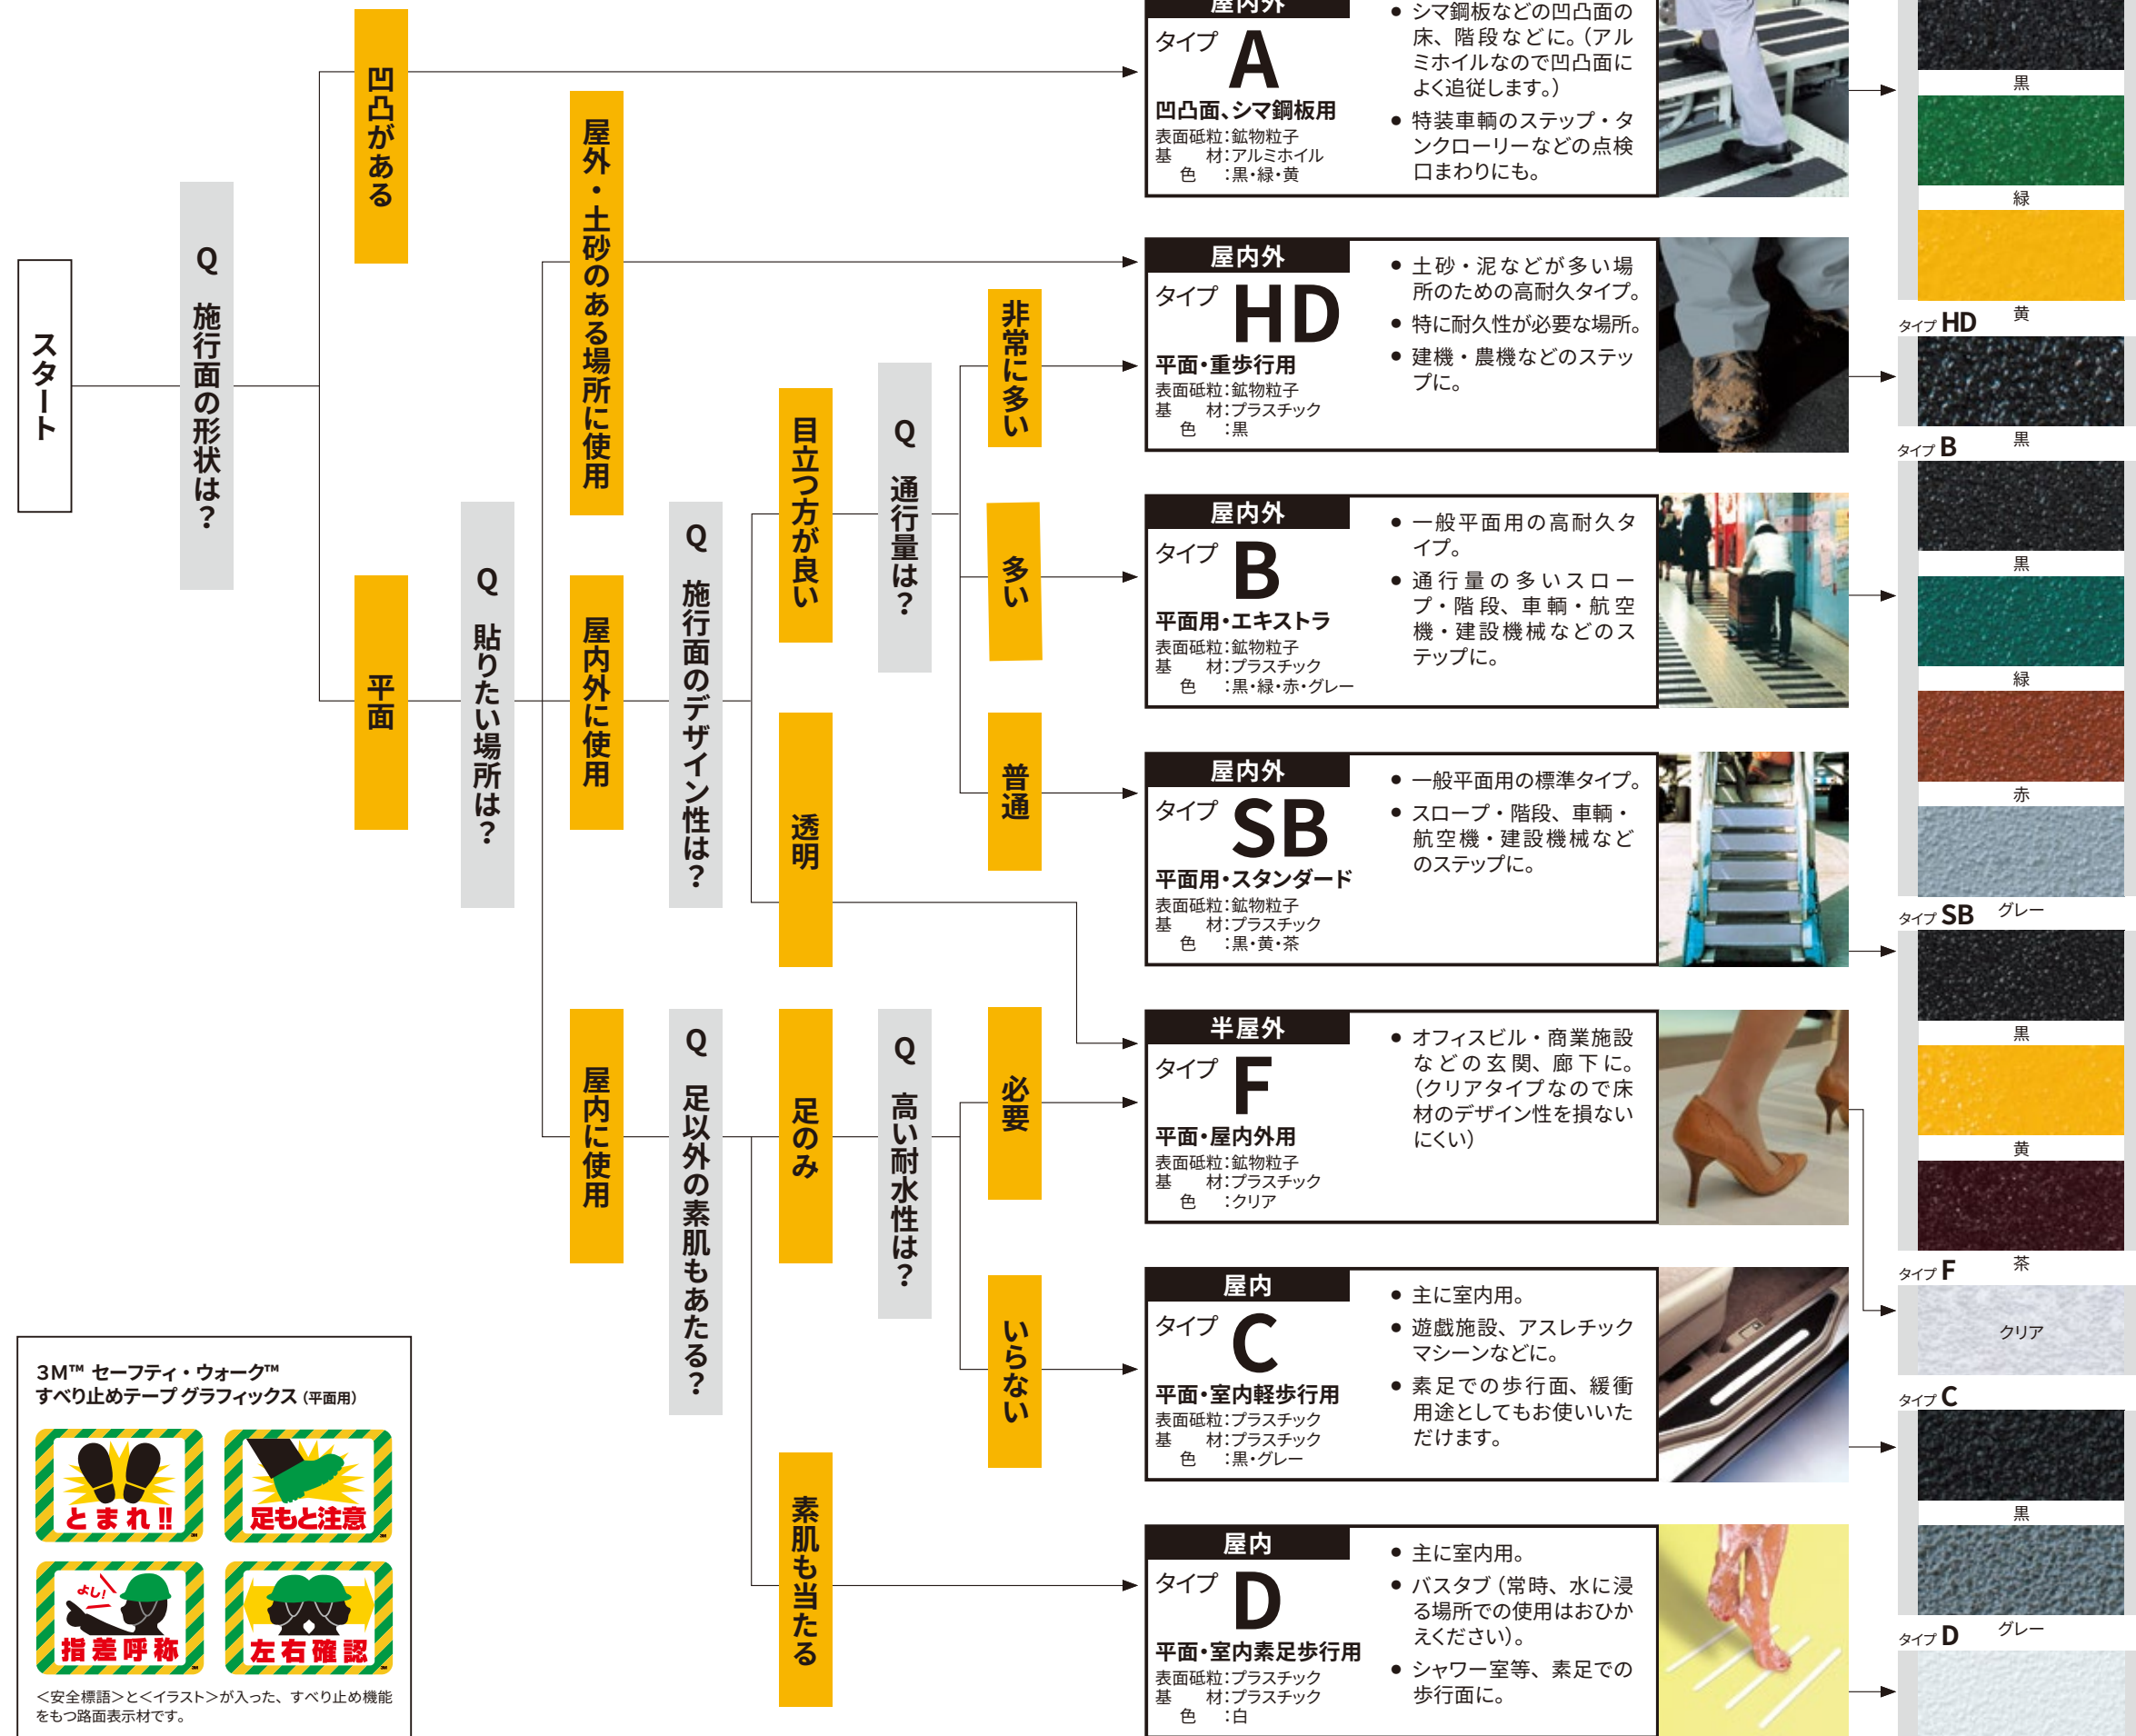 スタート
Q 施行面の形状は？
凹凸がある
平面
Q 貼りたい場所は？
屋外・土砂のある場所に使用
屋内外に使用
屋内に使用
Q 施行面のデザイン性は？
目立つ方が良い
透明
Q 通行量は？
非常に多い
多い
普通
Q 足以外の素肌もあたる？
足のみ
素肌も当たる
Q 高い耐水性は？
必要
いらない
屋内外
タイプ A
凹凸面、シマ鋼板用
表面砥粒：鉱物粒子
基 材：アルミホイル
色 ：黒・緑・黄
● シマ鋼板などの凹凸面の
床、階段などに。（アル
ミホイルなので凹凸面に
よく追従します。）
● 特装車輌のステップ・タ
ンクローリーなどの点検
口まわりにも。
屋内外
タイプ HD
平面・重歩行用
表面砥粒：鉱物粒子
基 材：プラスチック
色 ：黒
● 土砂・泥などが多い場
所のための高耐久タイプ。
● 特に耐久性が必要な場所。
● 建機・農機などのステッ
プに。
屋内外
タイプ B
平面用・エキストラ
表面砥粒：鉱物粒子
基 材：プラスチック
色 ：黒・緑・赤・グレー
● 一般平面用の高耐久タ
イプ。
● 通行量の多いスロー
プ・階段、車輌・航空
機・建設機械などのス
テップに。
屋内外
タイプ SB
平面用・スタンダード
表面砥粒：鉱物粒子
基 材：プラスチック
色 ：黒・黄・茶
● 一般平面用の標準タイプ。
● スロープ・階段、車輌・
航空機・建設機械など
のステップに。
半屋外
タイプ F
平面・屋内外用
表面砥粒：鉱物粒子
基 材：プラスチック
色 ：クリア
● オフィスビル・商業施設
などの玄関、廊下に。
（クリアタイプなので床
材のデザイン性を損ない
にくい）
屋内
タイプ C
平面・室内軽歩行用
表面砥粒：プラスチック
基 材：プラスチック
色 ：黒・グレー
● 主に室内用。
● 遊戯施設、アスレチック
マシーンなどに。
● 素足での歩行面、緩衝
用途としてもお使いいた
だけます。
屋内
タイプ D
平面・室内素足歩行用
表面砥粒：プラスチック
基 材：プラスチック
色 ：白
● 主に室内用。
● バスタブ（常時、水に浸
る場所での使用はおひか
えください）。
● シャワー室等、素足での
歩行面に。
黒
緑
黄
タイプ HD
黒
タイプ B
黒
緑
赤
グレー
タイプ SB
黒
黄
茶
タイプ F
クリア
タイプ C
黒
グレー
タイプ D
3M™ セーフティ・ウォーク™
すべり止めテープ グラフィックス（平面用）
とまれ!!
足もと注意
よし！
指差呼称
左右確認
＜安全標語＞と＜イラスト＞が入った、すべり止め機能
をもつ路面表示材です。